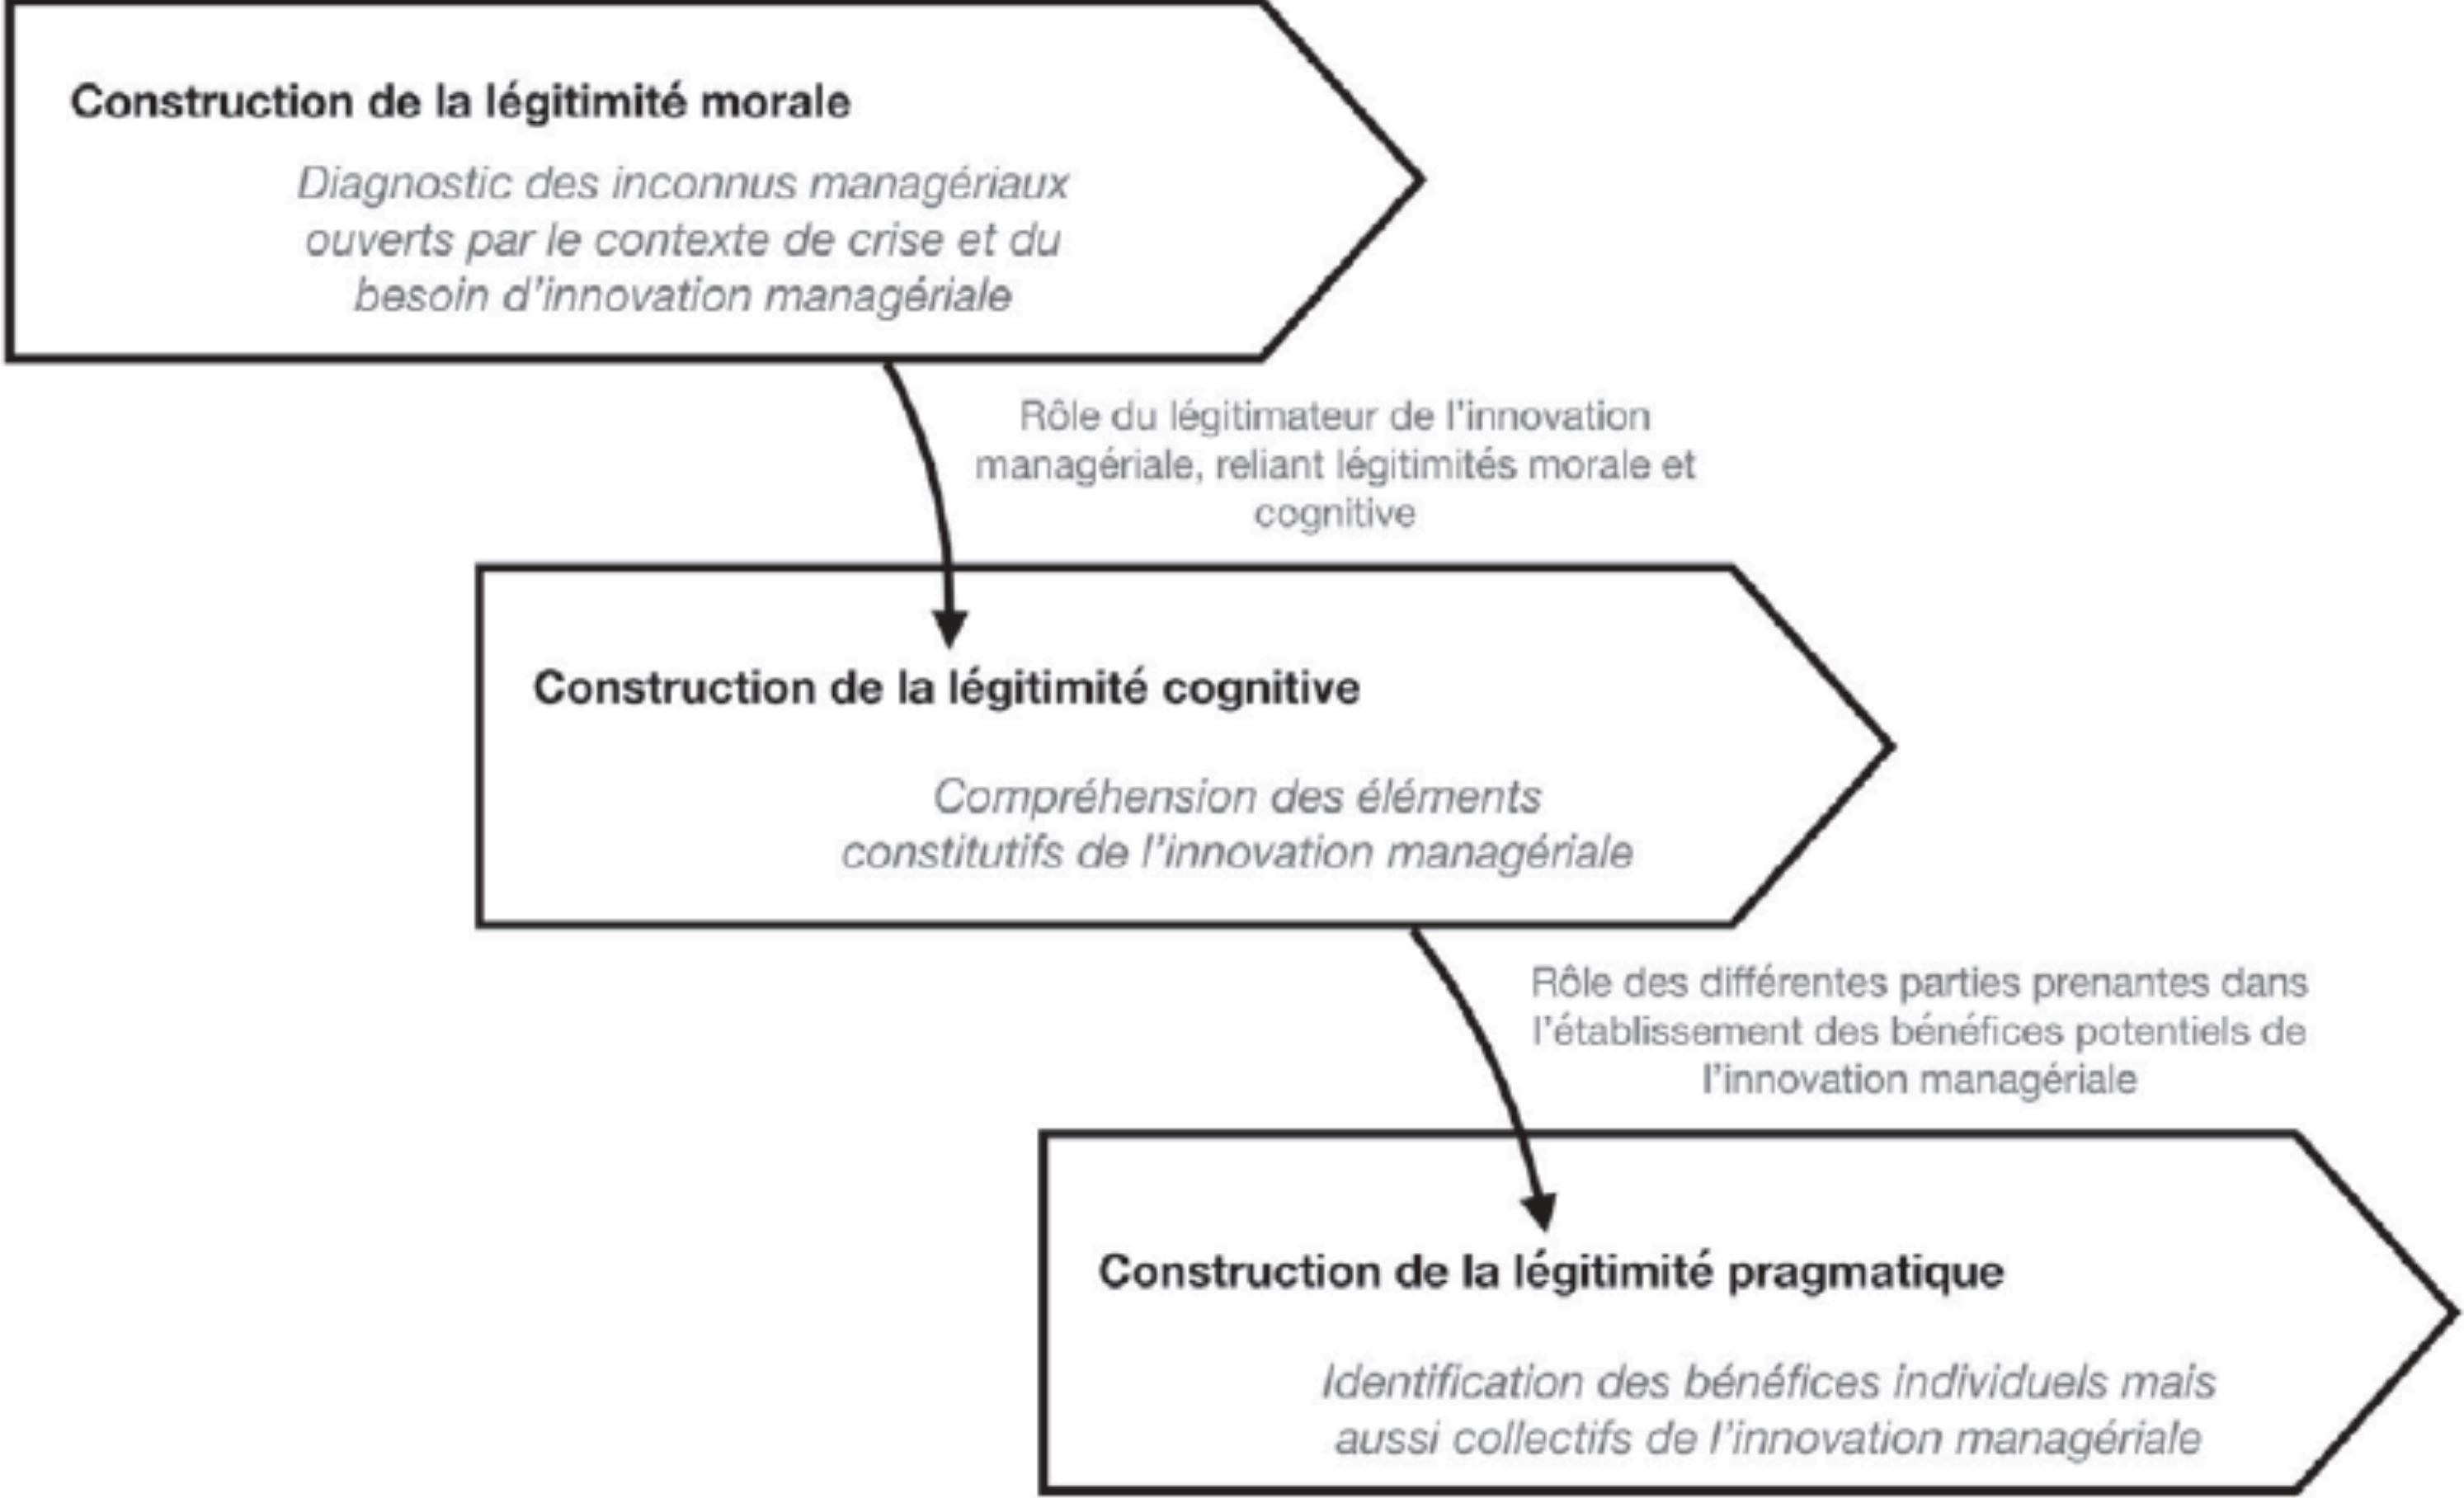 Construction de la légitimité morale
Diagnostic des inconnus managériaux
ouverts par le contexte de crise et du
besoin d'innovation managériale
Rôle du légitimateur de l'innovation
managériale, reliant légitimités morale et
cognitive
Construction de la légitimité cognitive
Compréhension des éléments
constitutifs de l'innovation managériale
Rôle des différentes parties prenantes dans
l'établissement des bénéfices potentiels de
l'innovation managériale
Construction de la légitimité pragmatique
Identification des bénéfices individuels mais
aussi collectifs de l'innovation managériale